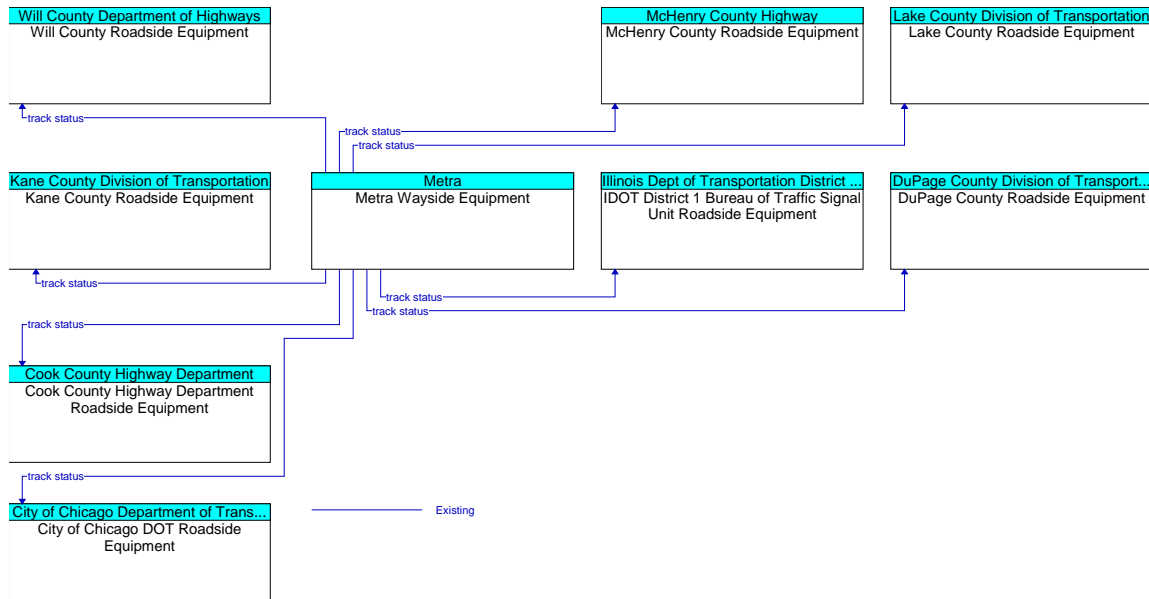 Will County Department of Highways
Will County Roadside Equipment
McHenry County Highway
McHenry County Roadside Equipment
Lake County Division of Transportation
Lake County Roadside Equipment
track status
track status
track status
Kane County Division of Transportation
Kane County Roadside Equipment
Metra
Metra Wayside Equipment
Illinois Dept of Transportation District ...
IDOT District 1 Bureau of Traffic Signal
Unit Roadside Equipment
DuPage County Division of Transport...
DuPage County Roadside Equipment
track status
track status
track status
track status
Cook County Highway Department
Cook County Highway Department
Roadside Equipment
track status
City of Chicago Department of Trans...
City of Chicago DOT Roadside
Equipment
Existing